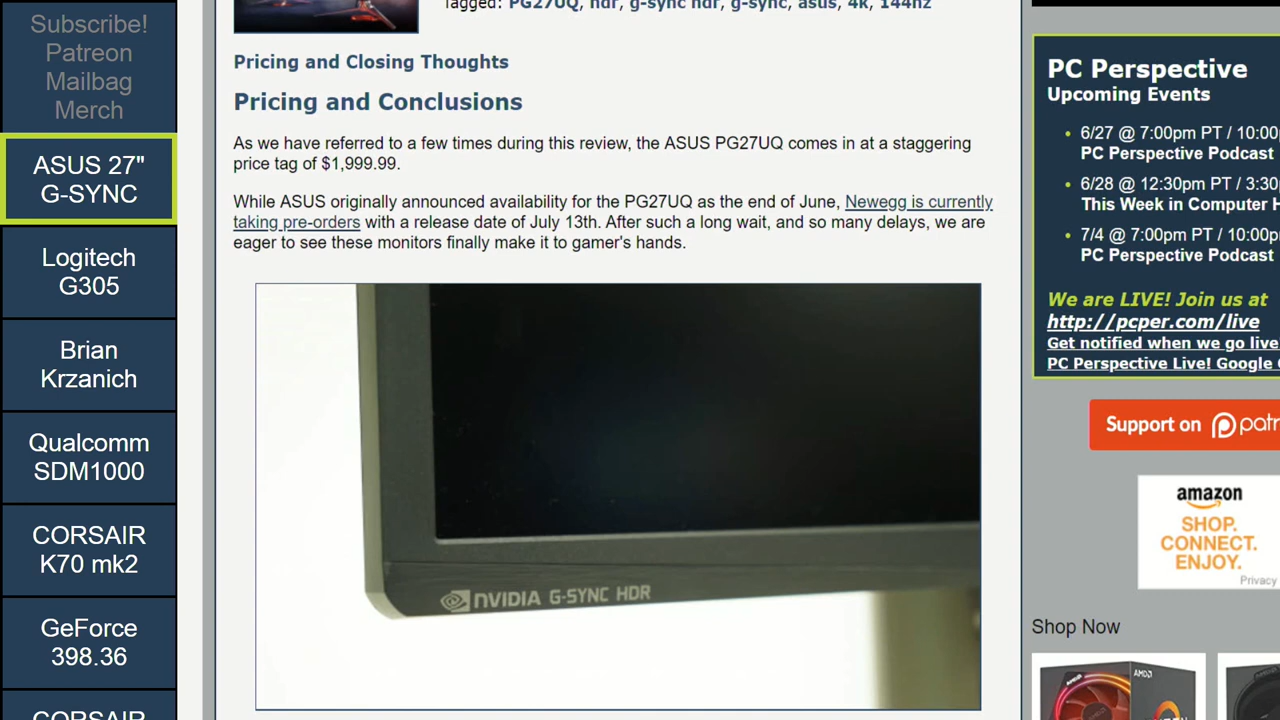 Subscribe!
Patreon
Mailbag
Merch
ASUS 27"
G-SYNC
Logitech
G305
Brian
Krzanich
Qualcomm
SDM1000
CORSAIR
K70 mk2
GeForce
398.36
CORSAIR
Tagged: PG27UQ, hdr, g-sync hdr, g-sync, asus, 4k, 144hz
Pricing and Closing Thoughts
Pricing and Conclusions
As we have referred to a few times during this review, the ASUS PG27UQ comes in at a staggering
price tag of $1,999.99.
While ASUS originally announced availability for the PG27UQ as the end of June, Newegg is currently
taking pre-orders with a release date of July 13th. After such a long wait, and so many delays, we are
eager to see these monitors finally make it to gamer's hands.
NVIDIA G-SYNC HDR
PC Perspective
Upcoming Events
• 6/27 @ 7:00pm PT / 10:00p
PC Perspective Podcast
• 6/28 @ 12:30pm PT / 3:30p
This Week in Computer H
• 7/4 @ 7:00pm PT / 10:00p
PC Perspective Podcast
We are LIVE! Join us at
http://pcper.com/live
Get notified when we go live
PC Perspective Live! Google C
Support on patr
amazon
SHOP.
CONNECT.
ENJOY.
Privacy
Shop Now
AMD